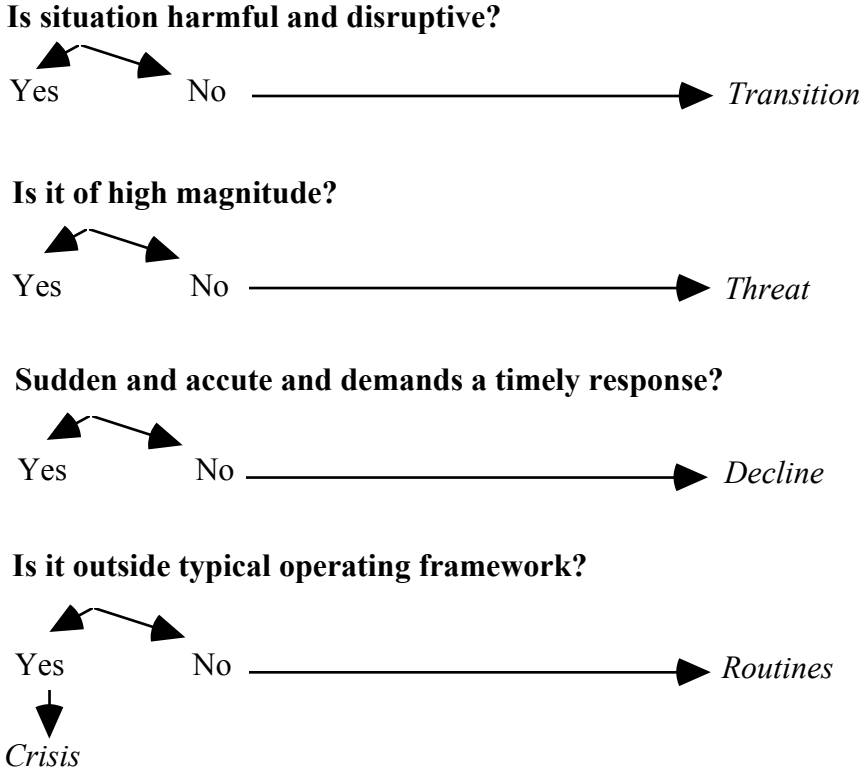 Is situation harmful and disruptive?
Yes No Transition
Is it of high magnitude?
Yes No Threat
Sudden and accute and demands a timely response?
Yes No Decline
Is it outside typical operating framework?
Yes No Routines
Crisis